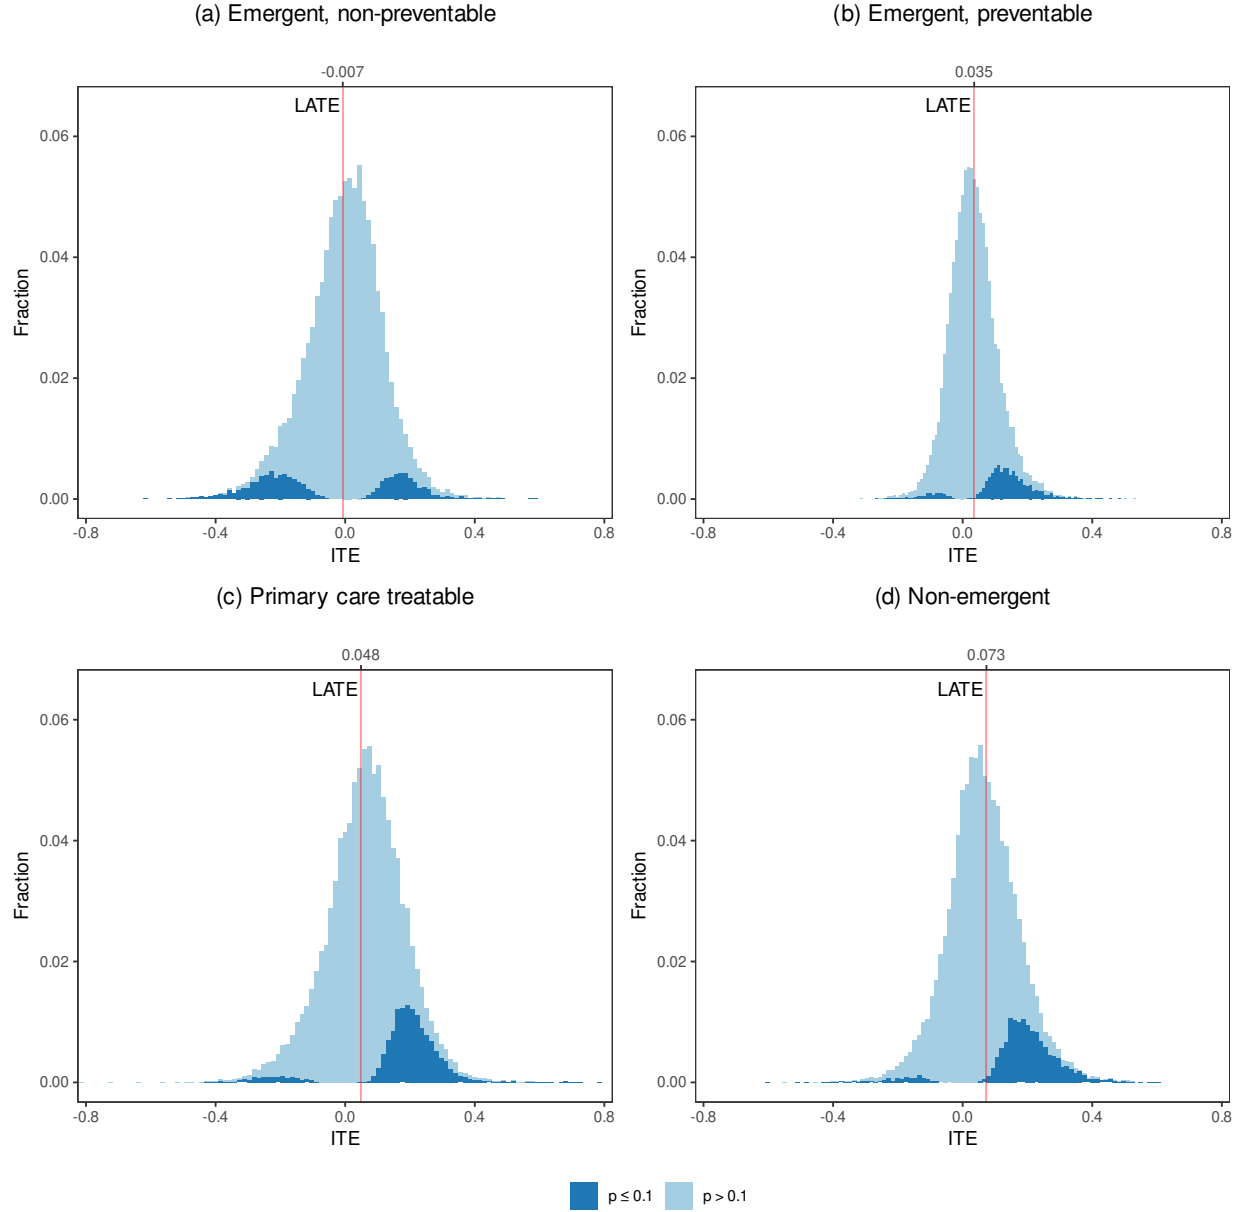 (a) Emergent, non-preventable
(b) Emergent, preventable
-0.007
0.035
LATE
LATE
0.06
0.04
0.02
0.00
Fraction
-0.8 -0.4 0.0 0.4 0.8
ITE
0.06
0.04
0.02
0.00
Fraction
-0.8 -0.4 0.0 0.4 0.8
ITE
(c) Primary care treatable
(d) Non-emergent
0.048
0.073
LATE
LATE
0.06
0.04
0.02
0.00
Fraction
-0.8 -0.4 0.0 0.4 0.8
ITE
0.06
0.04
0.02
0.00
Fraction
-0.8 -0.4 0.0 0.4 0.8
ITE
p ≤ 0.1 p > 0.1